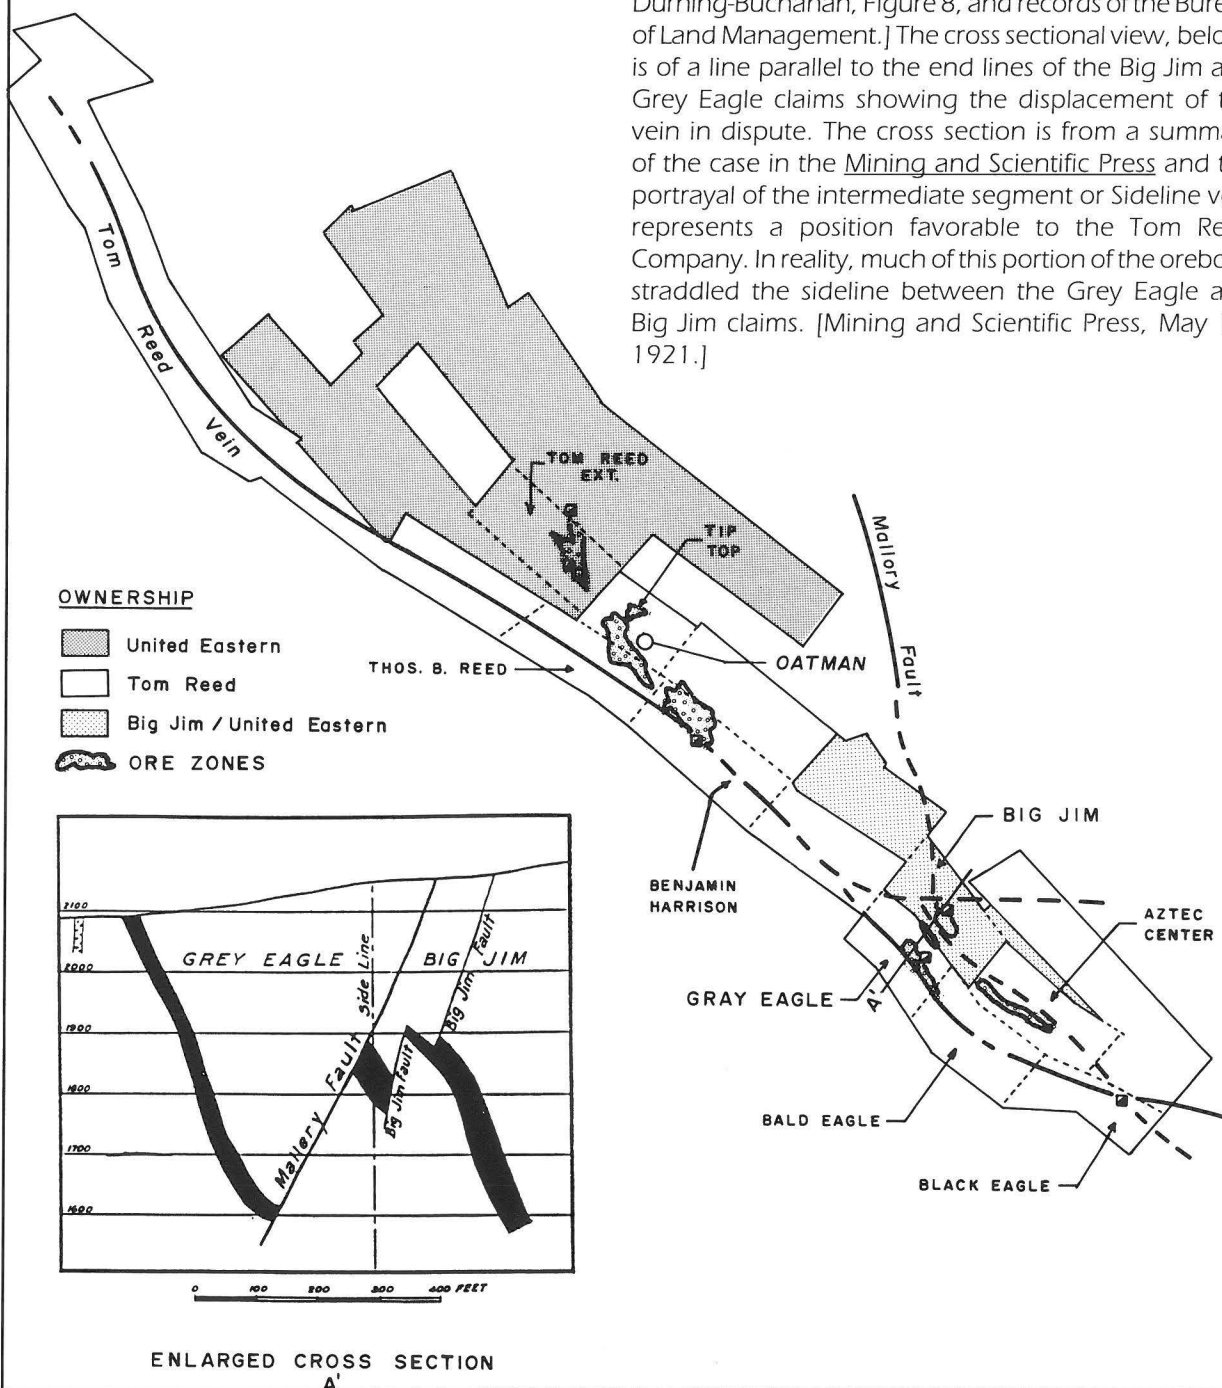 Durning-Buchanan, Figure 8, and records of the
of Land Management.] The cross sectional view,
is of a line parallel to the end lines of the Big Jim
Grey Eagle claims showing the displacement of
vein in dispute. The cross section is from a
of the case in the Mining and Scientific Press and
portrayal of the intermediate segment or Sideline
represents a position favorable to the Tom
Company. In reality, much of this portion of the
straddled the sideline between the Grey Eagle
Big Jim claims. [Mining and Scientific Press, May
1921.]
Tom
Reed
Vein
TOM REED
EXT.
TIP
TOP
Mallory
Fault
OWNERSHIP
United Eastern
Tom Reed
Big Jim / United Eastern
ORE ZONES
THOS. B. REED
OATMAN
BIG JIM
BENJAMIN
HARRISON
AZTEC
CENTER
GRAY EAGLE
A'
BALD EAGLE
BLACK EAGLE
2100
2000
1900
1800
1700
1600
GREY EAGLE
Side Line
BIG JIM
Big Jim Fault
Mallery Fault
Big Jim Fault
0 100 200 300 400 FEET
ENLARGED CROSS SECTION
A'